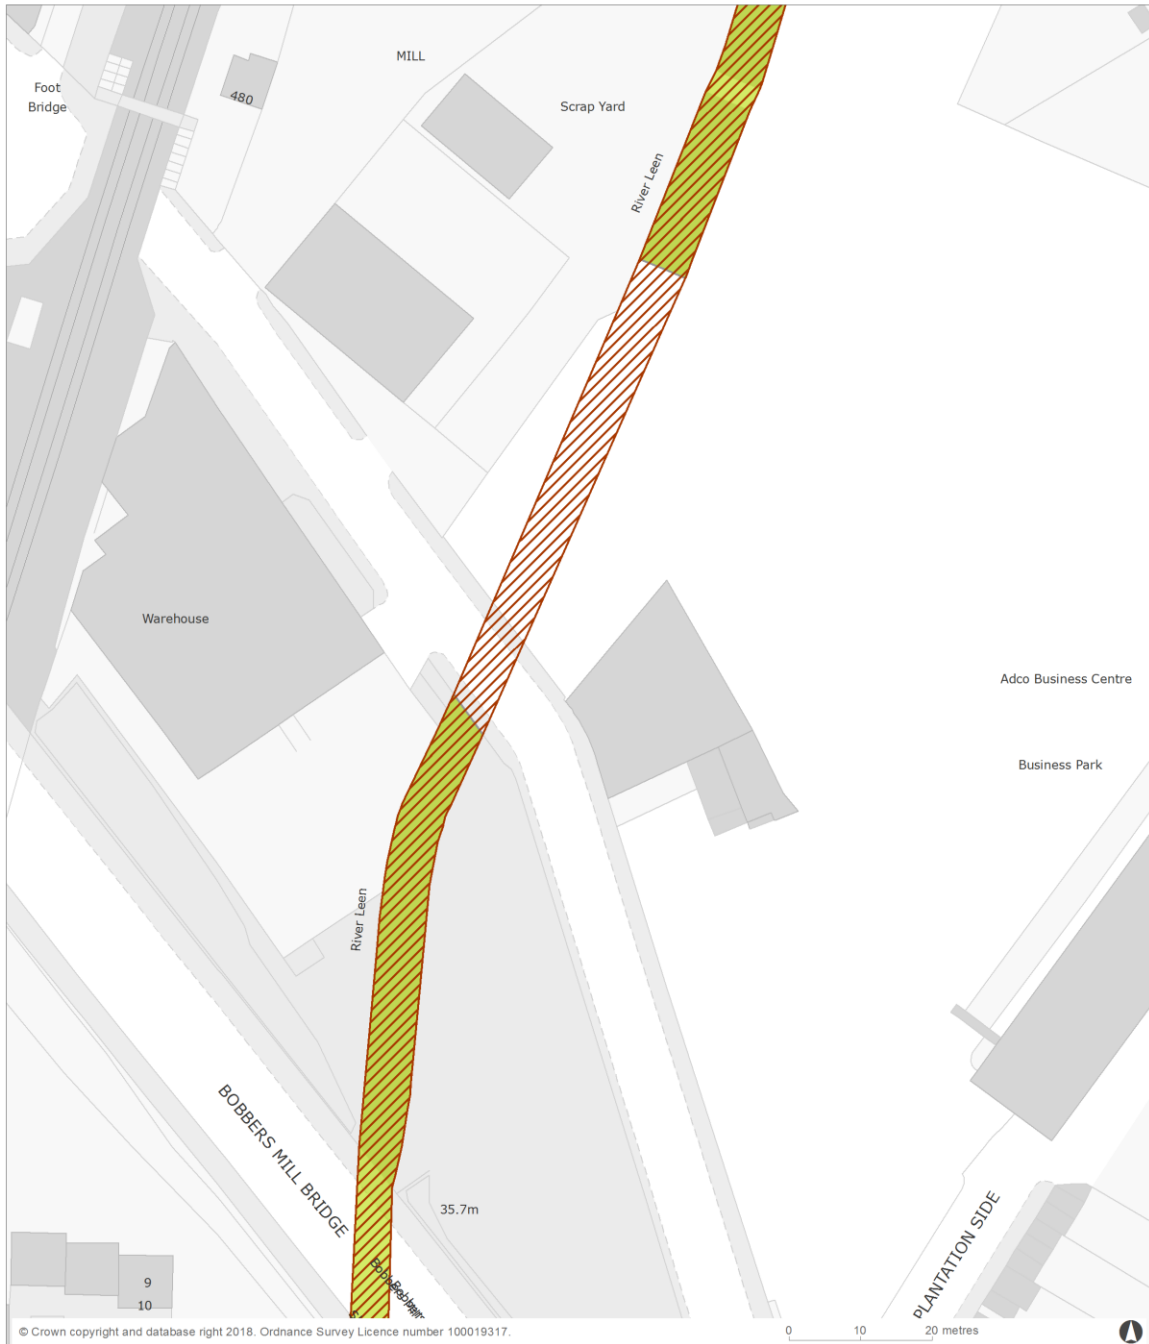 MILL
Foot
Bridge
480
Scrap Yard
River Leen
Warehouse
Adco Business Centre
Business Park
River Leen
BOBBERS MILL BRIDGE
35.7m
PLANTATION SIDE
9
10
© Crown copyright and database right 2018. Ordnance Survey Licence number 100019317.
0 10 20 metres